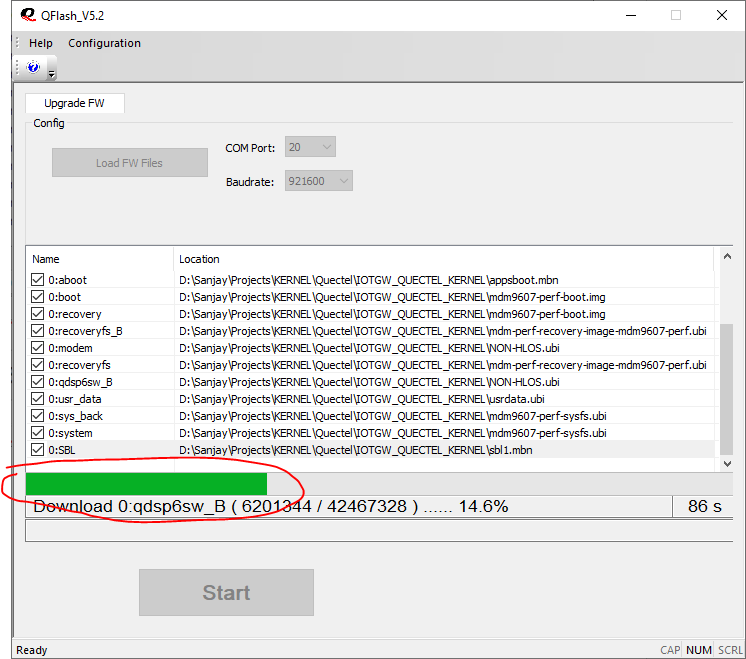 QFlash_V5.2
Help Configuration
Upgrade FW
Config
Load FW Files
COM Port: 20
Baudrate: 921600
Name Location
0:aboot D:\Sanjay\Projects\KERNEL\Quectel\IOTGW_QUECTEL_KERNEL\appsboot.mbn
0:boot D:\Sanjay\Projects\KERNEL\Quectel\IOTGW_QUECTEL_KERNEL\mdm9607-perf-boot.img
0:recovery D:\Sanjay\Projects\KERNEL\Quectel\IOTGW_QUECTEL_KERNEL\mdm9607-perf-boot.img
0:recoveryfs_B D:\Sanjay\Projects\KERNEL\Quectel\IOTGW_QUECTEL_KERNEL\mdm-perf-recovery-image-mdm9607-perf.ubi
0:modem D:\Sanjay\Projects\KERNEL\Quectel\IOTGW_QUECTEL_KERNEL\NON-HLOS.ubi
0:recoveryfs D:\Sanjay\Projects\KERNEL\Quectel\IOTGW_QUECTEL_KERNEL\mdm-perf-recovery-image-mdm9607-perf.ubi
0:qdsp6sw_B D:\Sanjay\Projects\KERNEL\Quectel\IOTGW_QUECTEL_KERNEL\NON-HLOS.ubi
0:usr_data D:\Sanjay\Projects\KERNEL\Quectel\IOTGW_QUECTEL_KERNEL\usrdata.ubi
0:sys_back D:\Sanjay\Projects\KERNEL\Quectel\IOTGW_QUECTEL_KERNEL\mdm9607-perf-sysfs.ubi
0:system D:\Sanjay\Projects\KERNEL\Quectel\IOTGW_QUECTEL_KERNEL\mdm9607-perf-sysfs.ubi
0:SBL D:\Sanjay\Projects\KERNEL\Quectel\IOTGW_QUECTEL_KERNEL\sbl1.mbn
Download 0:qdsp6sw_B ( 6201344 / 42467328 ) ...... 14.6% 86 s
Start
Ready CAP NUM SCRL